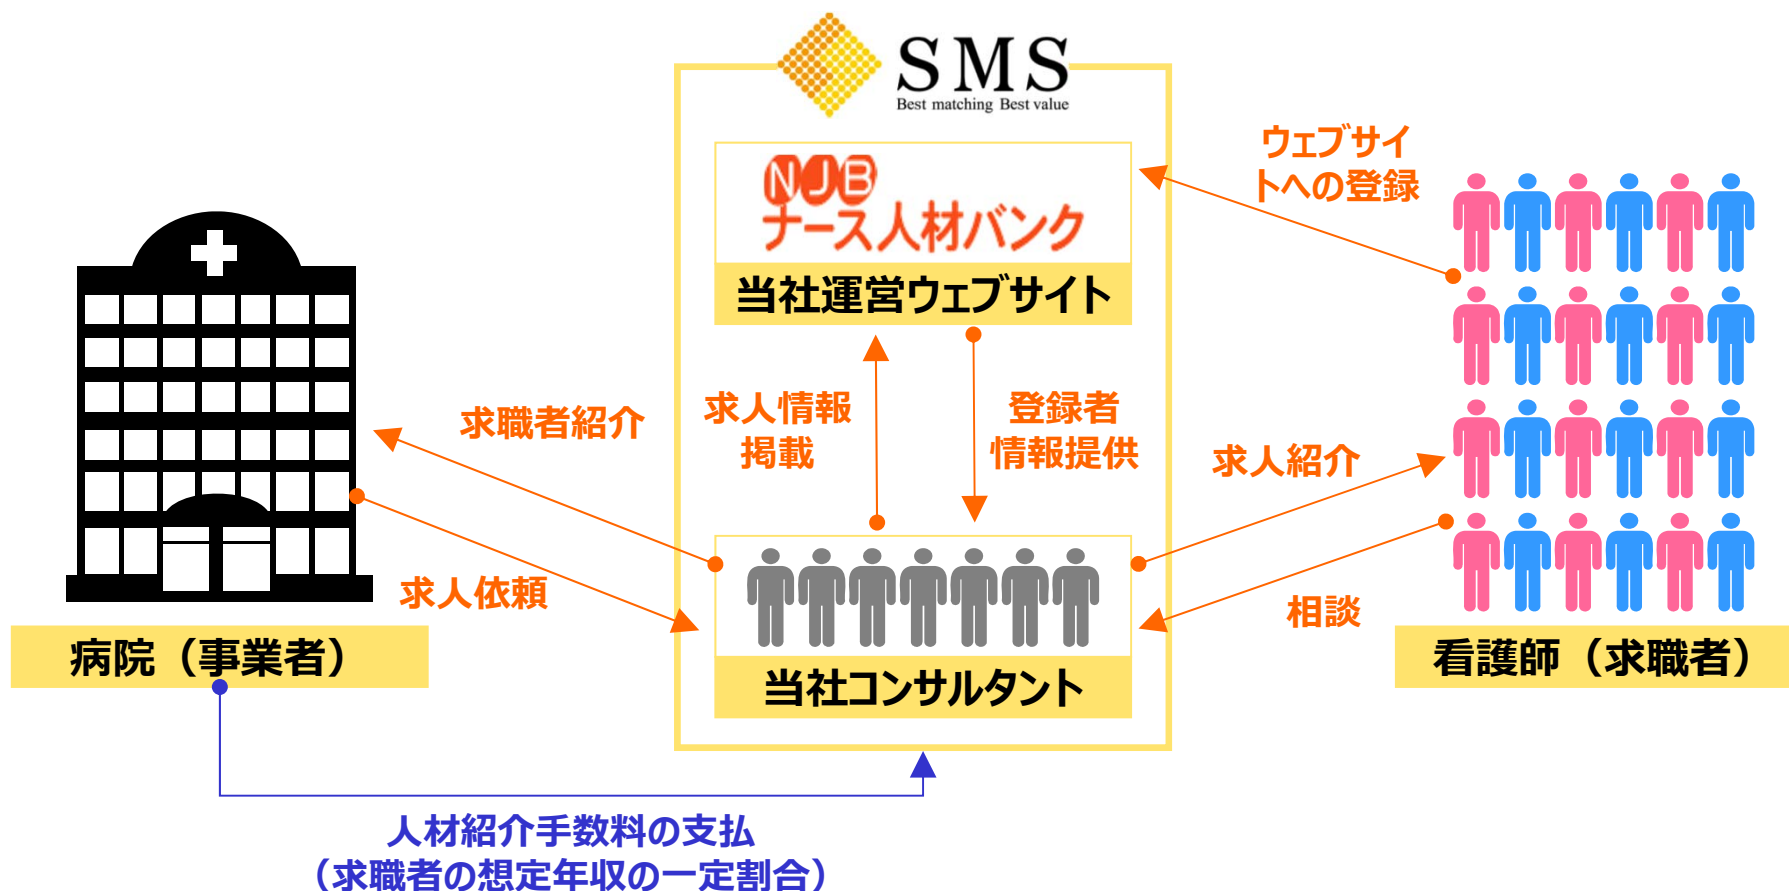 SMS
Best matching Best value
NJB
ナース人材バンク
当社運営ウェブサイト
ウェブサイ
トへの登録
求職者紹介
求人情報
掲載
登録者
情報提供
求人紹介
求人依頼
相談
病院（事業者）
当社コンサルタント
看護師（求職者）
人材紹介手数料の支払
（求職者の想定年収の一定割合）